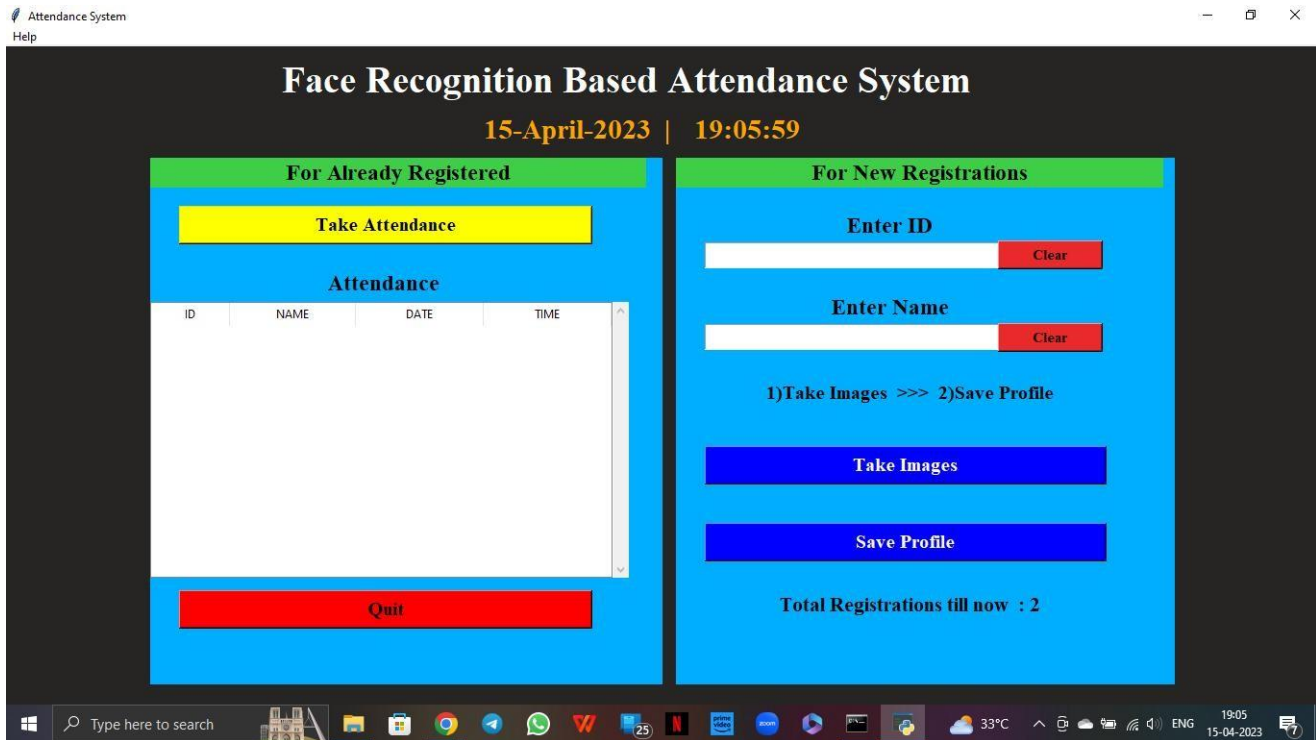 Attendance System
Help
Face Recognition Based Attendance System
15-April-2023 | 19:05:59
For Already Registered
Take Attendance
Attendance
ID NAME DATE TIME
Quit
For New Registrations
Enter ID
Clear
Enter Name
Clear
1)Take Images >>> 2)Save Profile
Take Images
Save Profile
Total Registrations till now : 2
Type here to search
25
prime video
zoom
33°C
ENG
19:05
15-04-2023
7